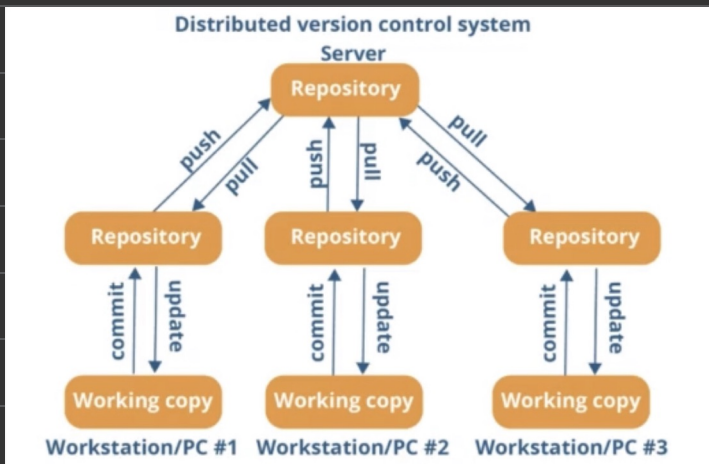 Distributed version control system
Server
Repository
push
pull
push
pull
push
pull
Repository
Repository
Repository
commit
update
commit
update
commit
update
Working copy
Working copy
Working copy
Workstation/PC #1
Workstation/PC #2
Workstation/PC #3